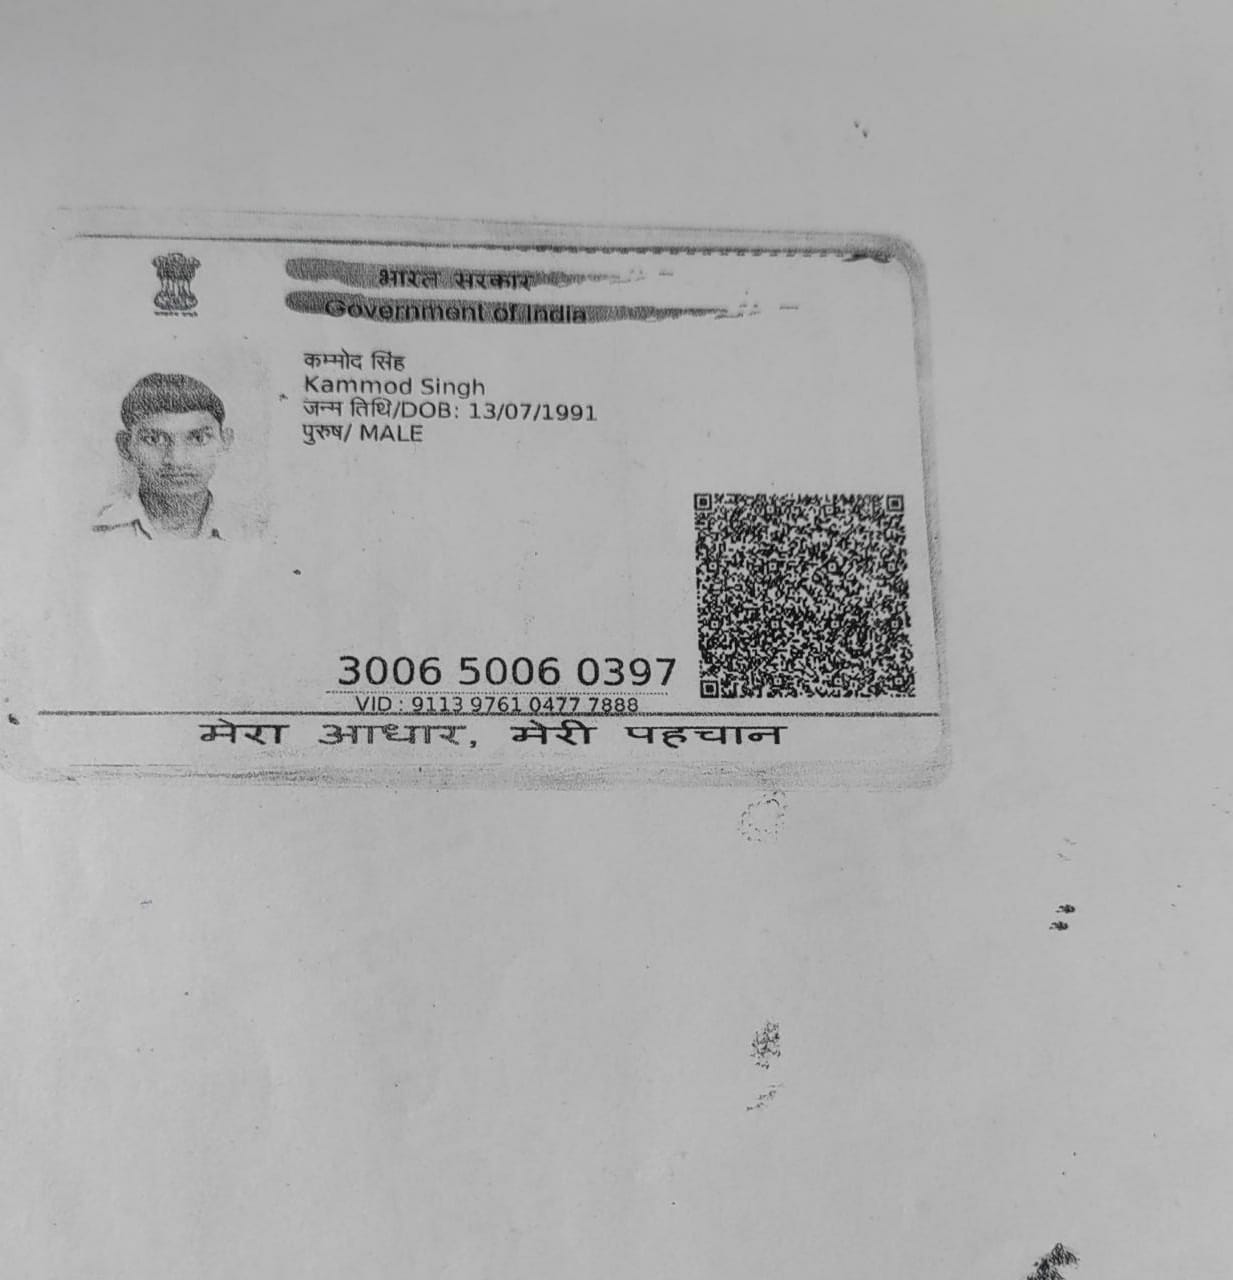 भारत सरकार
Government of India
कम्मोद सिंह
Kammod Singh
जन्म तिथि/DOB: 13/07/1991
पुरुष/ MALE
3006 5006 0397
VID : 9113 9761 0477 7888
मेरा आधार, मेरी पहचान